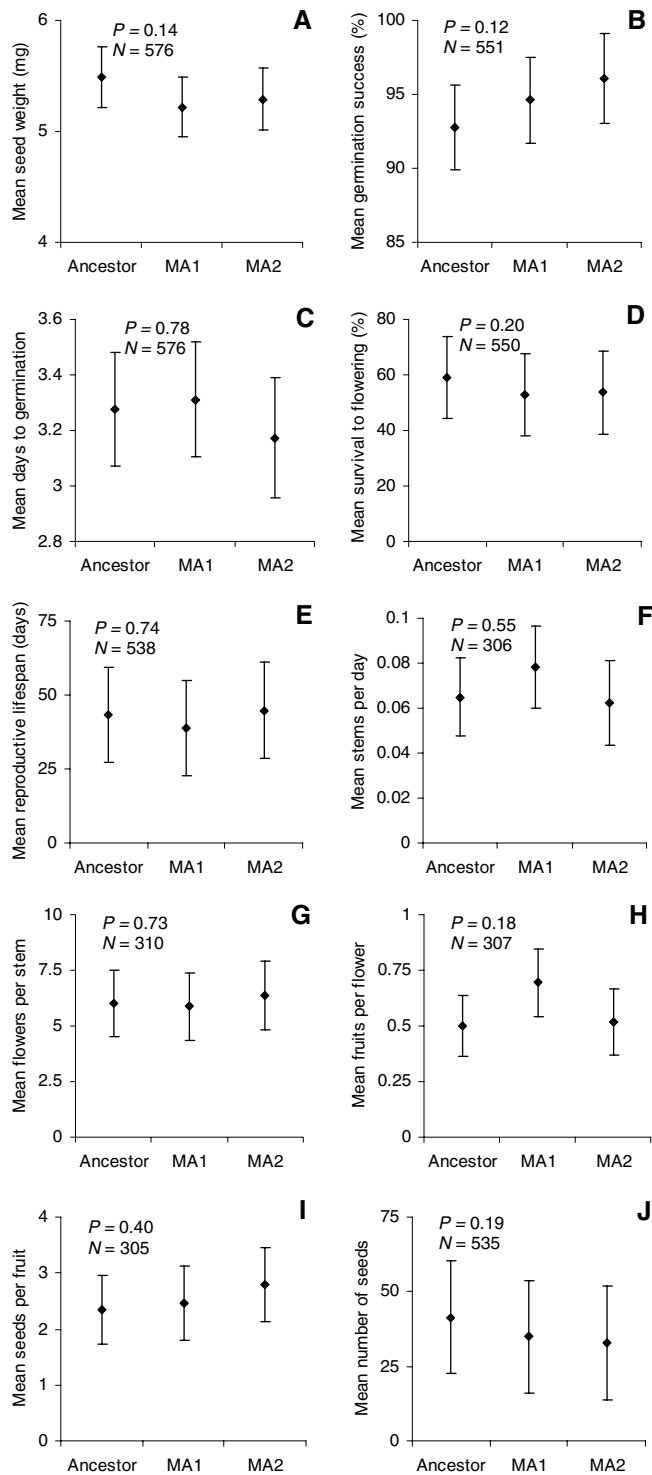 A
P = 0.14
N = 576
Mean seed weight (mg)
6
5
4
Ancestor MA1 MA2
B
P = 0.12
N = 551
Mean germination success (%)
100
95
90
85
Ancestor MA1 MA2
C
P = 0.78
N = 576
Mean days to germination
3.6
3.4
3.2
3
2.8
Ancestor MA1 MA2
D
P = 0.20
N = 550
Mean survival to flowering (%)
80
60
40
20
0
Ancestor MA1 MA2
E
P = 0.74
N = 538
Mean reproductive lifespan (days)
75
50
25
0
Ancestor MA1 MA2
F
P = 0.55
N = 306
Mean stems per day
0.1
0.08
0.06
0.04
0.02
0
Ancestor MA1 MA2
G
P = 0.73
N = 310
Mean flowers per stem
10
7.5
5
2.5
0
Ancestor MA1 MA2
H
P = 0.18
N = 307
Mean fruits per flower
1
0.75
0.5
0.25
0
Ancestor MA1 MA2
I
P = 0.40
N = 305
Mean seeds per fruit
4
3
2
1
0
Ancestor MA1 MA2
J
P = 0.19
N = 535
Mean number of seeds
75
50
25
0
Ancestor MA1 MA2